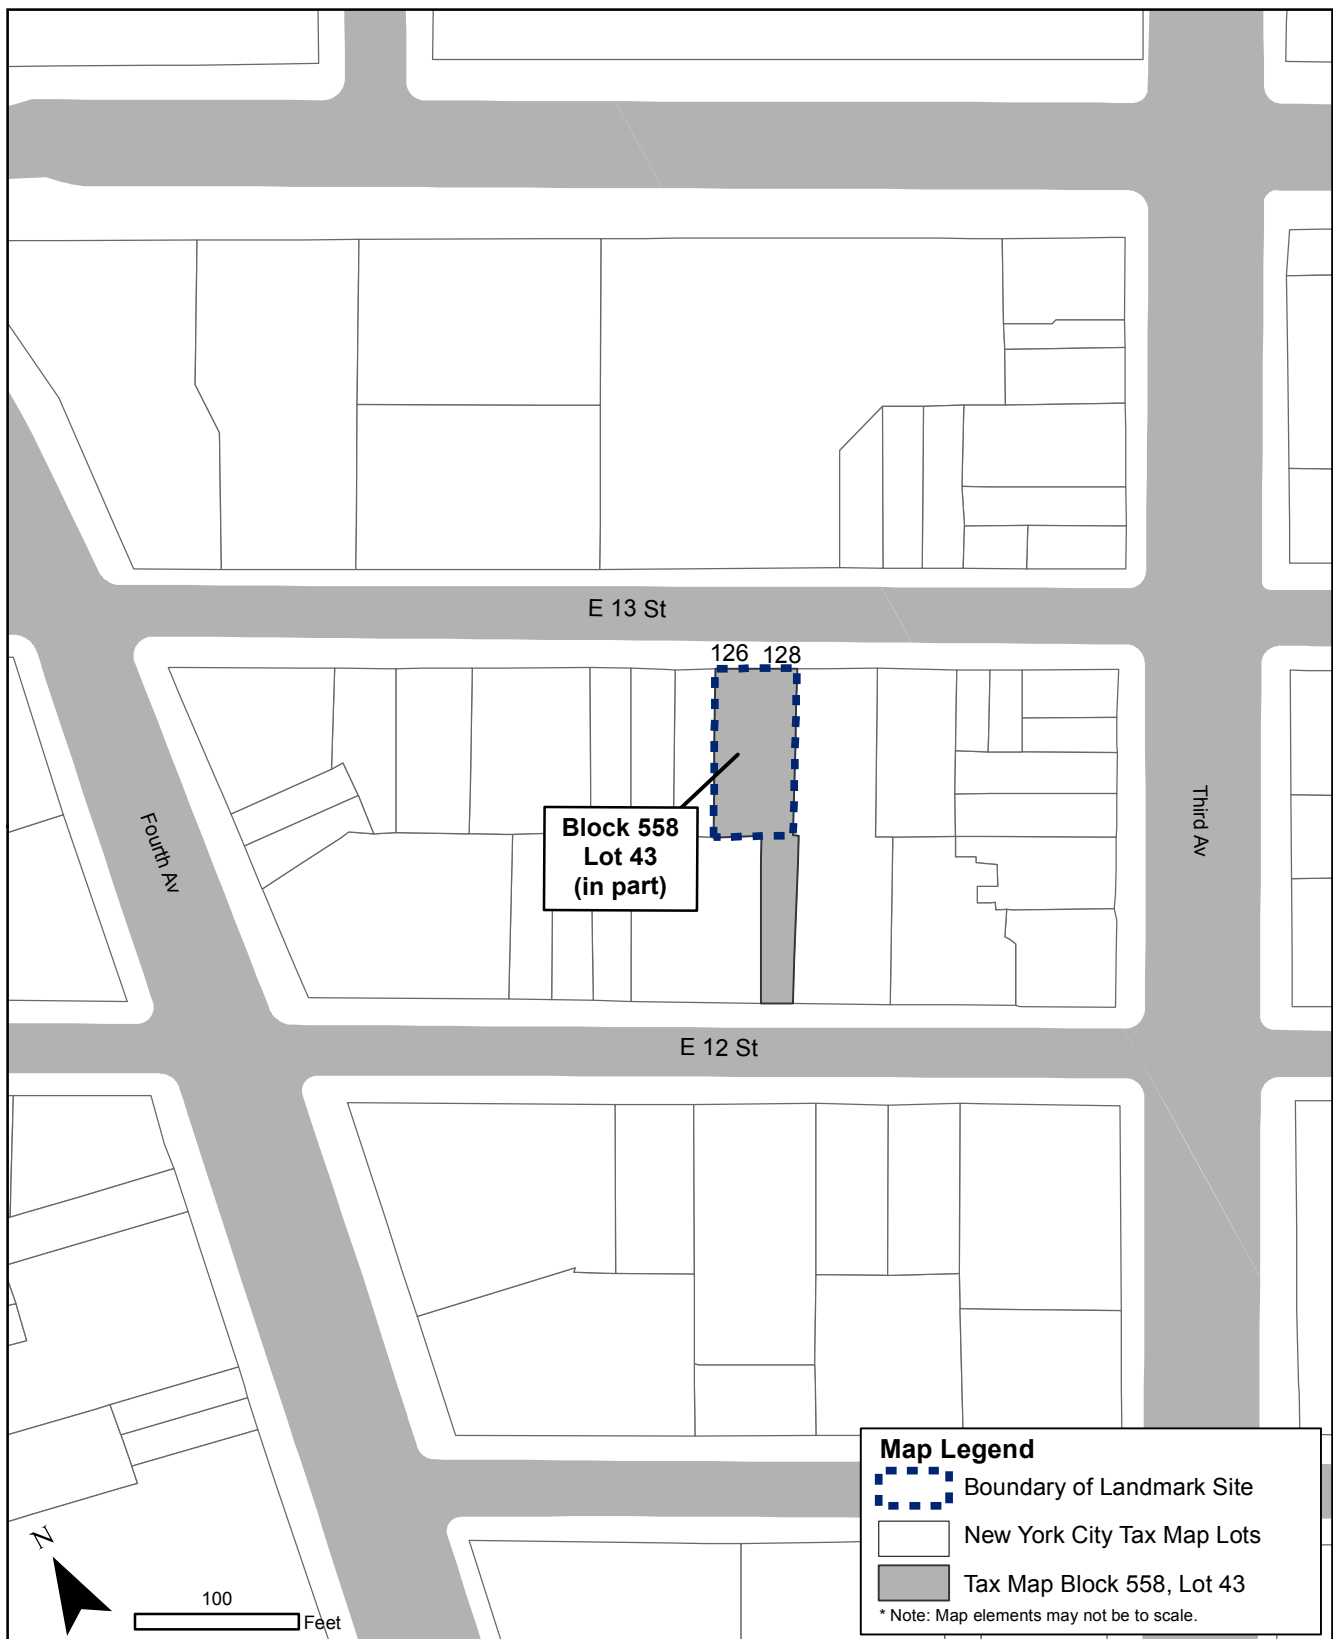 E 13 St
126 128
Block 558
Lot 43
(in part)
Fourth Av
Third Av
E 12 St
Map Legend
Boundary of Landmark Site
New York City Tax Map Lots
Tax Map Block 558, Lot 43
* Note: Map elements may not be to scale.
N
100
Feet